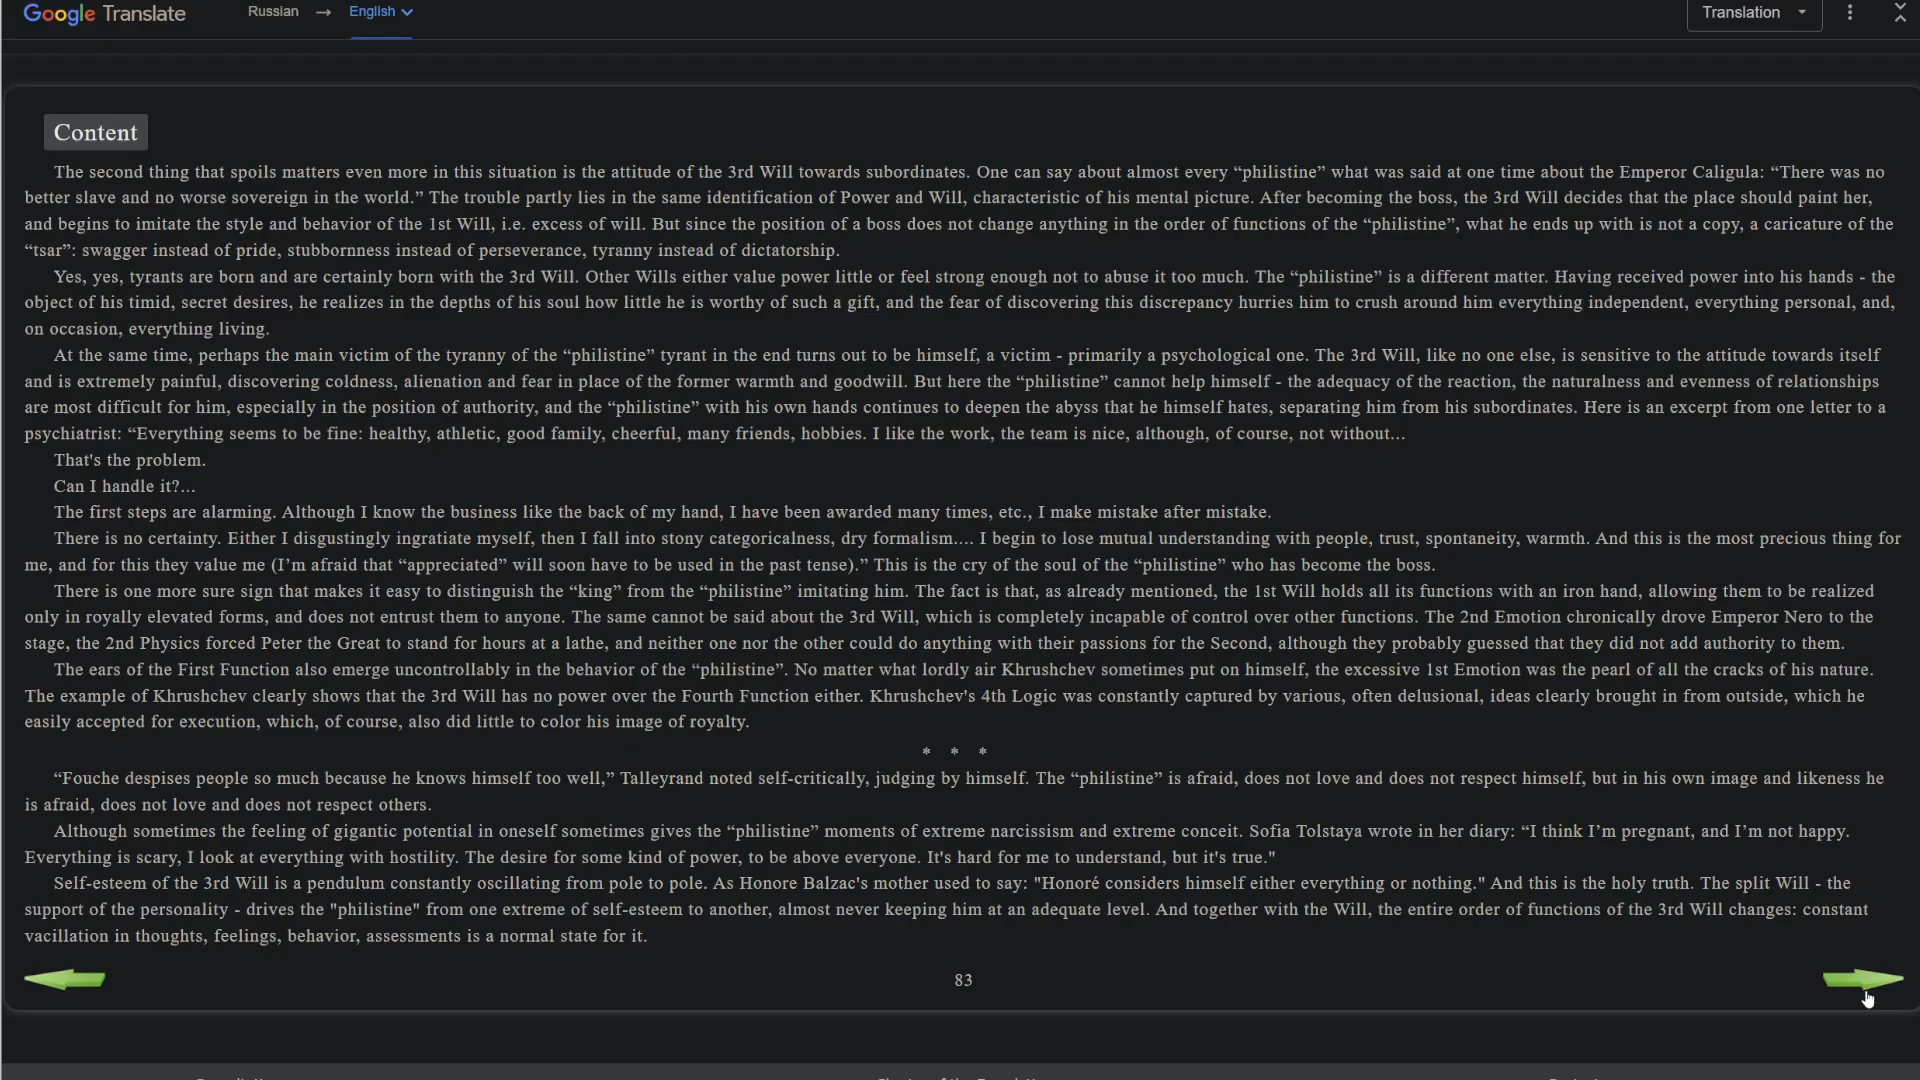 Google Translate
Russian → English
Translation
Content
The second thing that spoils matters even more in this situation is the attitude of the 3rd Will towards subordinates. One can say about almost every “philistine” what was said at one time about the Emperor Caligula: “There was no
better slave and no worse sovereign in the world.” The trouble partly lies in the same identification of Power and Will, characteristic of his mental picture. After becoming the boss, the 3rd Will decides that the place should paint her,
and begins to imitate the style and behavior of the 1st Will, i.e. excess of will. But since the position of a boss does not change anything in the order of functions of the “philistine”, what he ends up with is not a copy, a caricature of the
“tsar”: swagger instead of pride, stubbornness instead of perseverance, tyranny instead of dictatorship.
Yes, yes, tyrants are born and are certainly born with the 3rd Will. Other Wills either value power little or feel strong enough not to abuse it too much. The “philistine” is a different matter. Having received power into his hands - the
object of his timid, secret desires, he realizes in the depths of his soul how little he is worthy of such a gift, and the fear of discovering this discrepancy hurries him to crush around him everything independent, everything personal, and,
on occasion, everything living.
At the same time, perhaps the main victim of the tyranny of the “philistine” tyrant in the end turns out to be himself, a victim - primarily a psychological one. The 3rd Will, like no one else, is sensitive to the attitude towards itself
and is extremely painful, discovering coldness, alienation and fear in place of the former warmth and goodwill. But here the “philistine” cannot help himself - the adequacy of the reaction, the naturalness and evenness of relationships
are most difficult for him, especially in the position of authority, and the “philistine” with his own hands continues to deepen the abyss that he himself hates, separating him from his subordinates. Here is an excerpt from one letter to a
psychiatrist: “Everything seems to be fine: healthy, athletic, good family, cheerful, many friends, hobbies. I like the work, the team is nice, although, of course, not without...
That's the problem.
Can I handle it?...
The first steps are alarming. Although I know the business like the back of my hand, I have been awarded many times, etc., I make mistake after mistake.
There is no certainty. Either I disgustingly ingratiate myself, then I fall into stony categoricalness, dry formalism.... I begin to lose mutual understanding with people, trust, spontaneity, warmth. And this is the most precious thing for
me, and for this they value me (I’m afraid that “appreciated” will soon have to be used in the past tense).” This is the cry of the soul of the “philistine” who has become the boss.
There is one more sure sign that makes it easy to distinguish the “king” from the “philistine” imitating him. The fact is that, as already mentioned, the 1st Will holds all its functions with an iron hand, allowing them to be realized
only in royally elevated forms, and does not entrust them to anyone. The same cannot be said about the 3rd Will, which is completely incapable of control over other functions. The 2nd Emotion chronically drove Emperor Nero to the
stage, the 2nd Physics forced Peter the Great to stand for hours at a lathe, and neither one nor the other could do anything with their passions for the Second, although they probably guessed that they did not add authority to them.
The ears of the First Function also emerge uncontrollably in the behavior of the “philistine”. No matter what lordly air Khrushchev sometimes put on himself, the excessive 1st Emotion was the pearl of all the cracks of his nature.
The example of Khrushchev clearly shows that the 3rd Will has no power over the Fourth Function either. Khrushchev's 4th Logic was constantly captured by various, often delusional, ideas clearly brought in from outside, which he
easily accepted for execution, which, of course, also did little to color his image of royalty.
* * *
“Fouche despises people so much because he knows himself too well,” Talleyrand noted self-critically, judging by himself. The “philistine” is afraid, does not love and does not respect himself, but in his own image and likeness he
is afraid, does not love and does not respect others.
Although sometimes the feeling of gigantic potential in oneself sometimes gives the “philistine” moments of extreme narcissism and extreme conceit. Sofia Tolstaya wrote in her diary: “I think I’m pregnant, and I’m not happy.
Everything is scary, I look at everything with hostility. The desire for some kind of power, to be above everyone. It's hard for me to understand, but it's true."
Self-esteem of the 3rd Will is a pendulum constantly oscillating from pole to pole. As Honore Balzac's mother used to say: "Honoré considers himself either everything or nothing." And this is the holy truth. The split Will - the
support of the personality - drives the "philistine" from one extreme of self-esteem to another, almost never keeping him at an adequate level. And together with the Will, the entire order of functions of the 3rd Will changes: constant
vacillation in thoughts, feelings, behavior, assessments is a normal state for it.
83